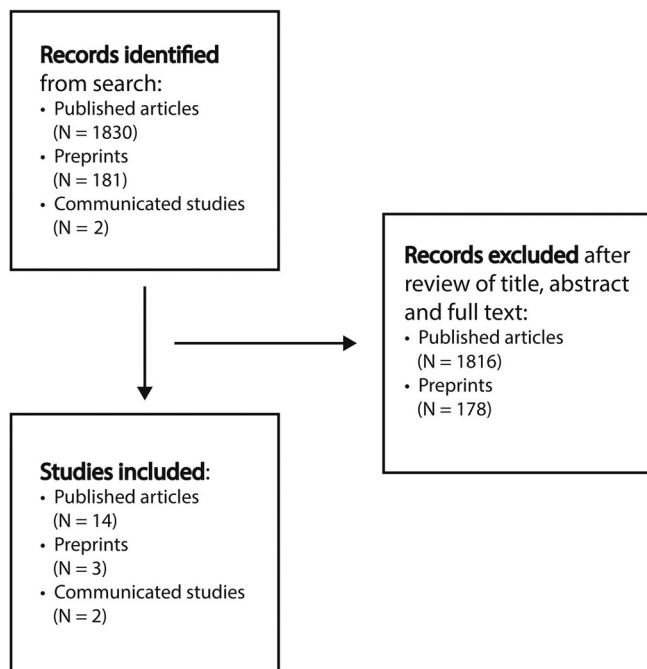 Records identified
from search:
• Published articles
(N = 1830)
• Preprints
(N = 181)
• Communicated studies
(N = 2)
Records excluded after
review of title, abstract
and full text:
• Published articles
(N = 1816)
• Preprints
(N = 178)
Studies included:
• Published articles
(N = 14)
• Preprints
(N = 3)
• Communicated studies
(N = 2)